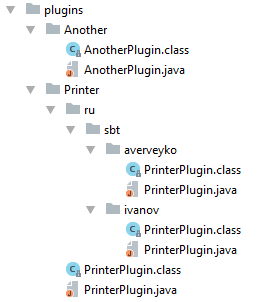 plugins
Another
AnotherPlugin.class
AnotherPlugin.java
Printer
ru
sbt
averveyko
PrinterPlugin.class
PrinterPlugin.java
ivanov
PrinterPlugin.class
PrinterPlugin.java
PrinterPlugin.class
PrinterPlugin.java